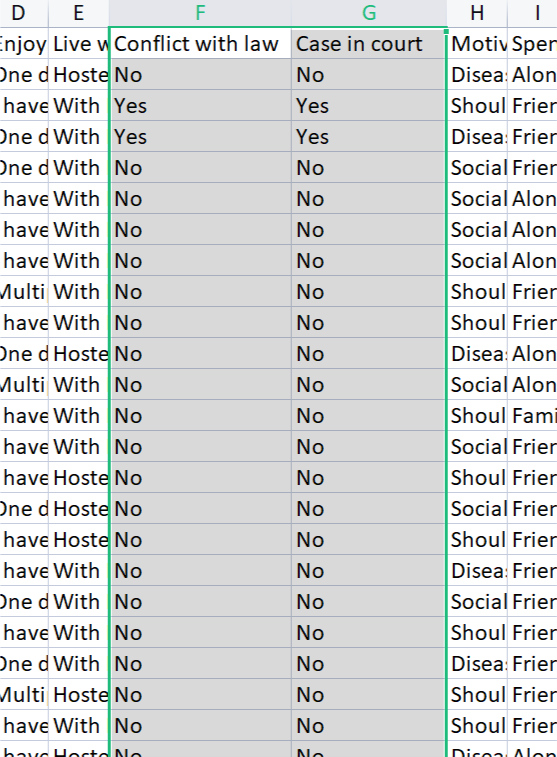 D E F G H I
Enjoy Live w Conflict with law Case in court Motiv Spen
One d Hoste No No Disea Alon
have With Yes Yes Shoul Frier
One d With Yes Yes Disea Frier
One d With No No Social Frier
have With No No Social Alon
have With No No Social Alon
have With No No Social Alon
Multi With No No Shoul Frier
have With No No Shoul Frier
One d Hoste No No Disea Alon
Multi With No No Social Alon
have With No No Shoul Fami
have With No No Social Frier
have Hoste No No Shoul Frier
One d Hoste No No Social Frier
have Hoste No No Shoul Frier
have With No No Disea Frier
One d With No No Social Frier
have With No No Shoul Frier
One d With No No Disea Frier
Multi Hoste No No Shoul Frier
have With No No Shoul Frier
have Hoste No No Disea Alon